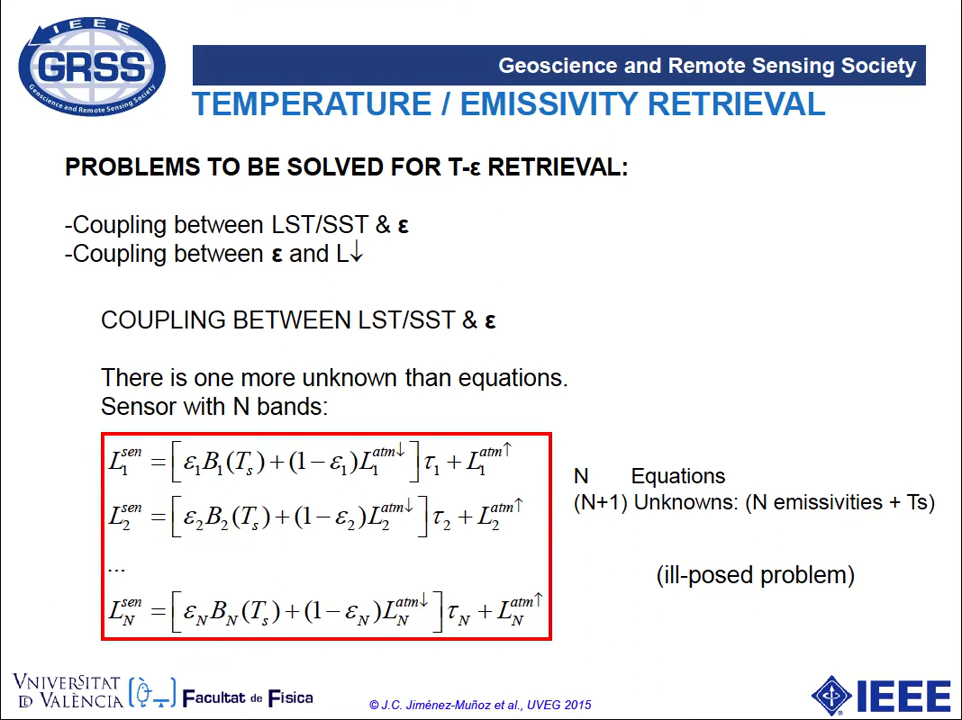 IEEE
GRSS
Geoscience and Remote Sensing Society
Geoscience and Remote Sensing Society
TEMPERATURE / EMISSIVITY RETRIEVAL
PROBLEMS TO BE SOLVED FOR T-ε RETRIEVAL:
-Coupling between LST/SST & ε
-Coupling between ε and L↓
COUPLING BETWEEN LST/SST & ε
There is one more unknown than equations.
Sensor with N bands:
L_1^{sen} = [ε_1 B_1(T_s) + (1 − ε_1)L_1^{atm↓}] τ_1 + L_1^{atm↑}
L_2^{sen} = [ε_2 B_2(T_s) + (1 − ε_2)L_2^{atm↓}] τ_2 + L_2^{atm↑}
...
L_N^{sen} = [ε_N B_N(T_s) + (1 − ε_N)L_N^{atm↓}] τ_N + L_N^{atm↑}
N Equations
(N+1) Unknowns: (N emissivities + Ts)
(ill-posed problem)
VNIVERSITAT
DE VALÈNCIA
Facultat de Física
© J.C. Jiménez-Muñoz et al., UVEG 2015
IEEE